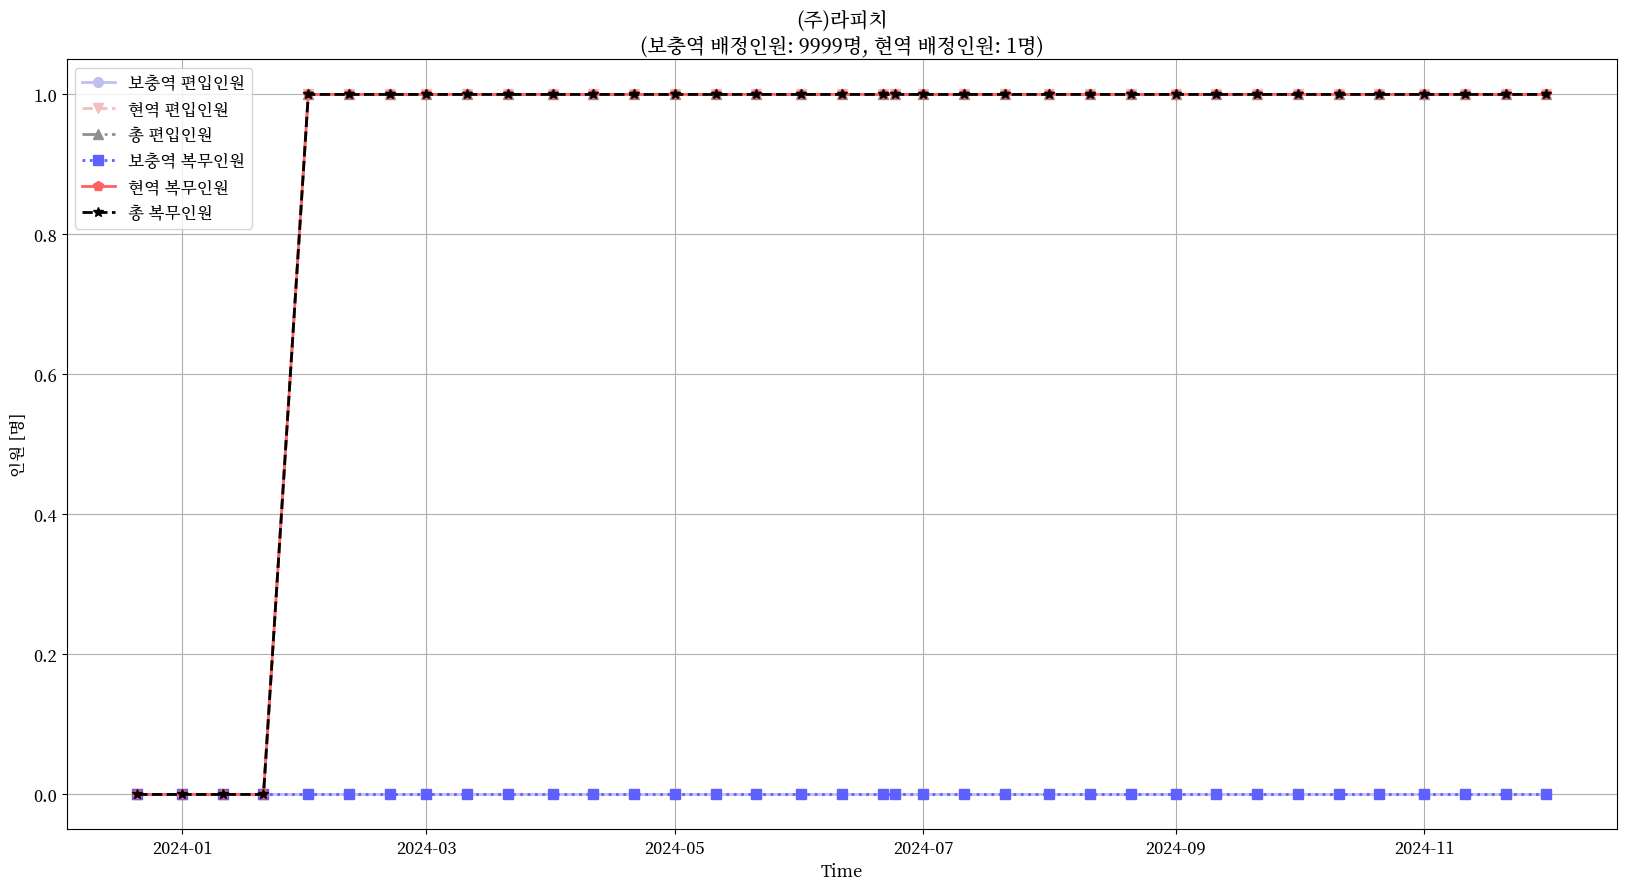 (주)라피치
(보충역 배정인원: 9999명, 현역 배정인원: 1명)
보충역 편입인원
현역 편입인원
총 편입인원
보충역 복무인원
현역 복무인원
총 복무인원
1.0
0.8
0.6
0.4
0.2
0.0
인원 [명]
2024-01
2024-03
2024-05
2024-07
2024-09
2024-11
Time